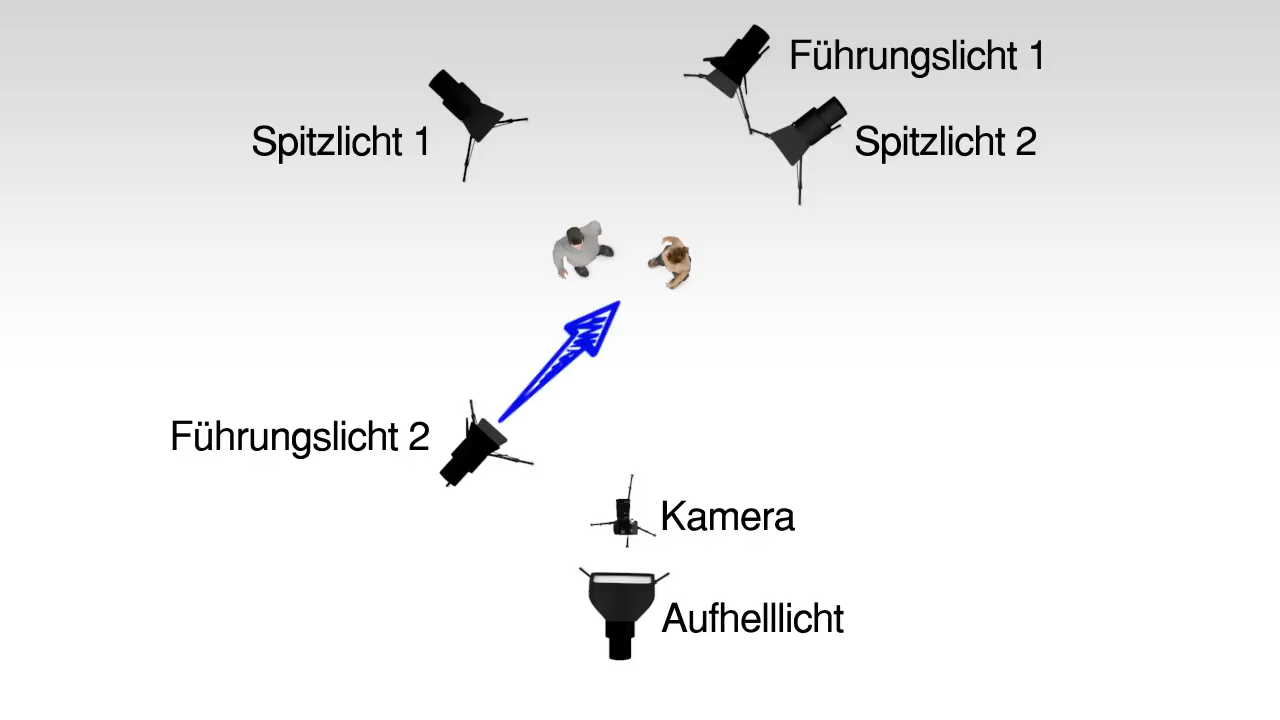 Führungslicht 1
Spitzlicht 1
Spitzlicht 2
Führungslicht 2
Kamera
Aufhelllicht